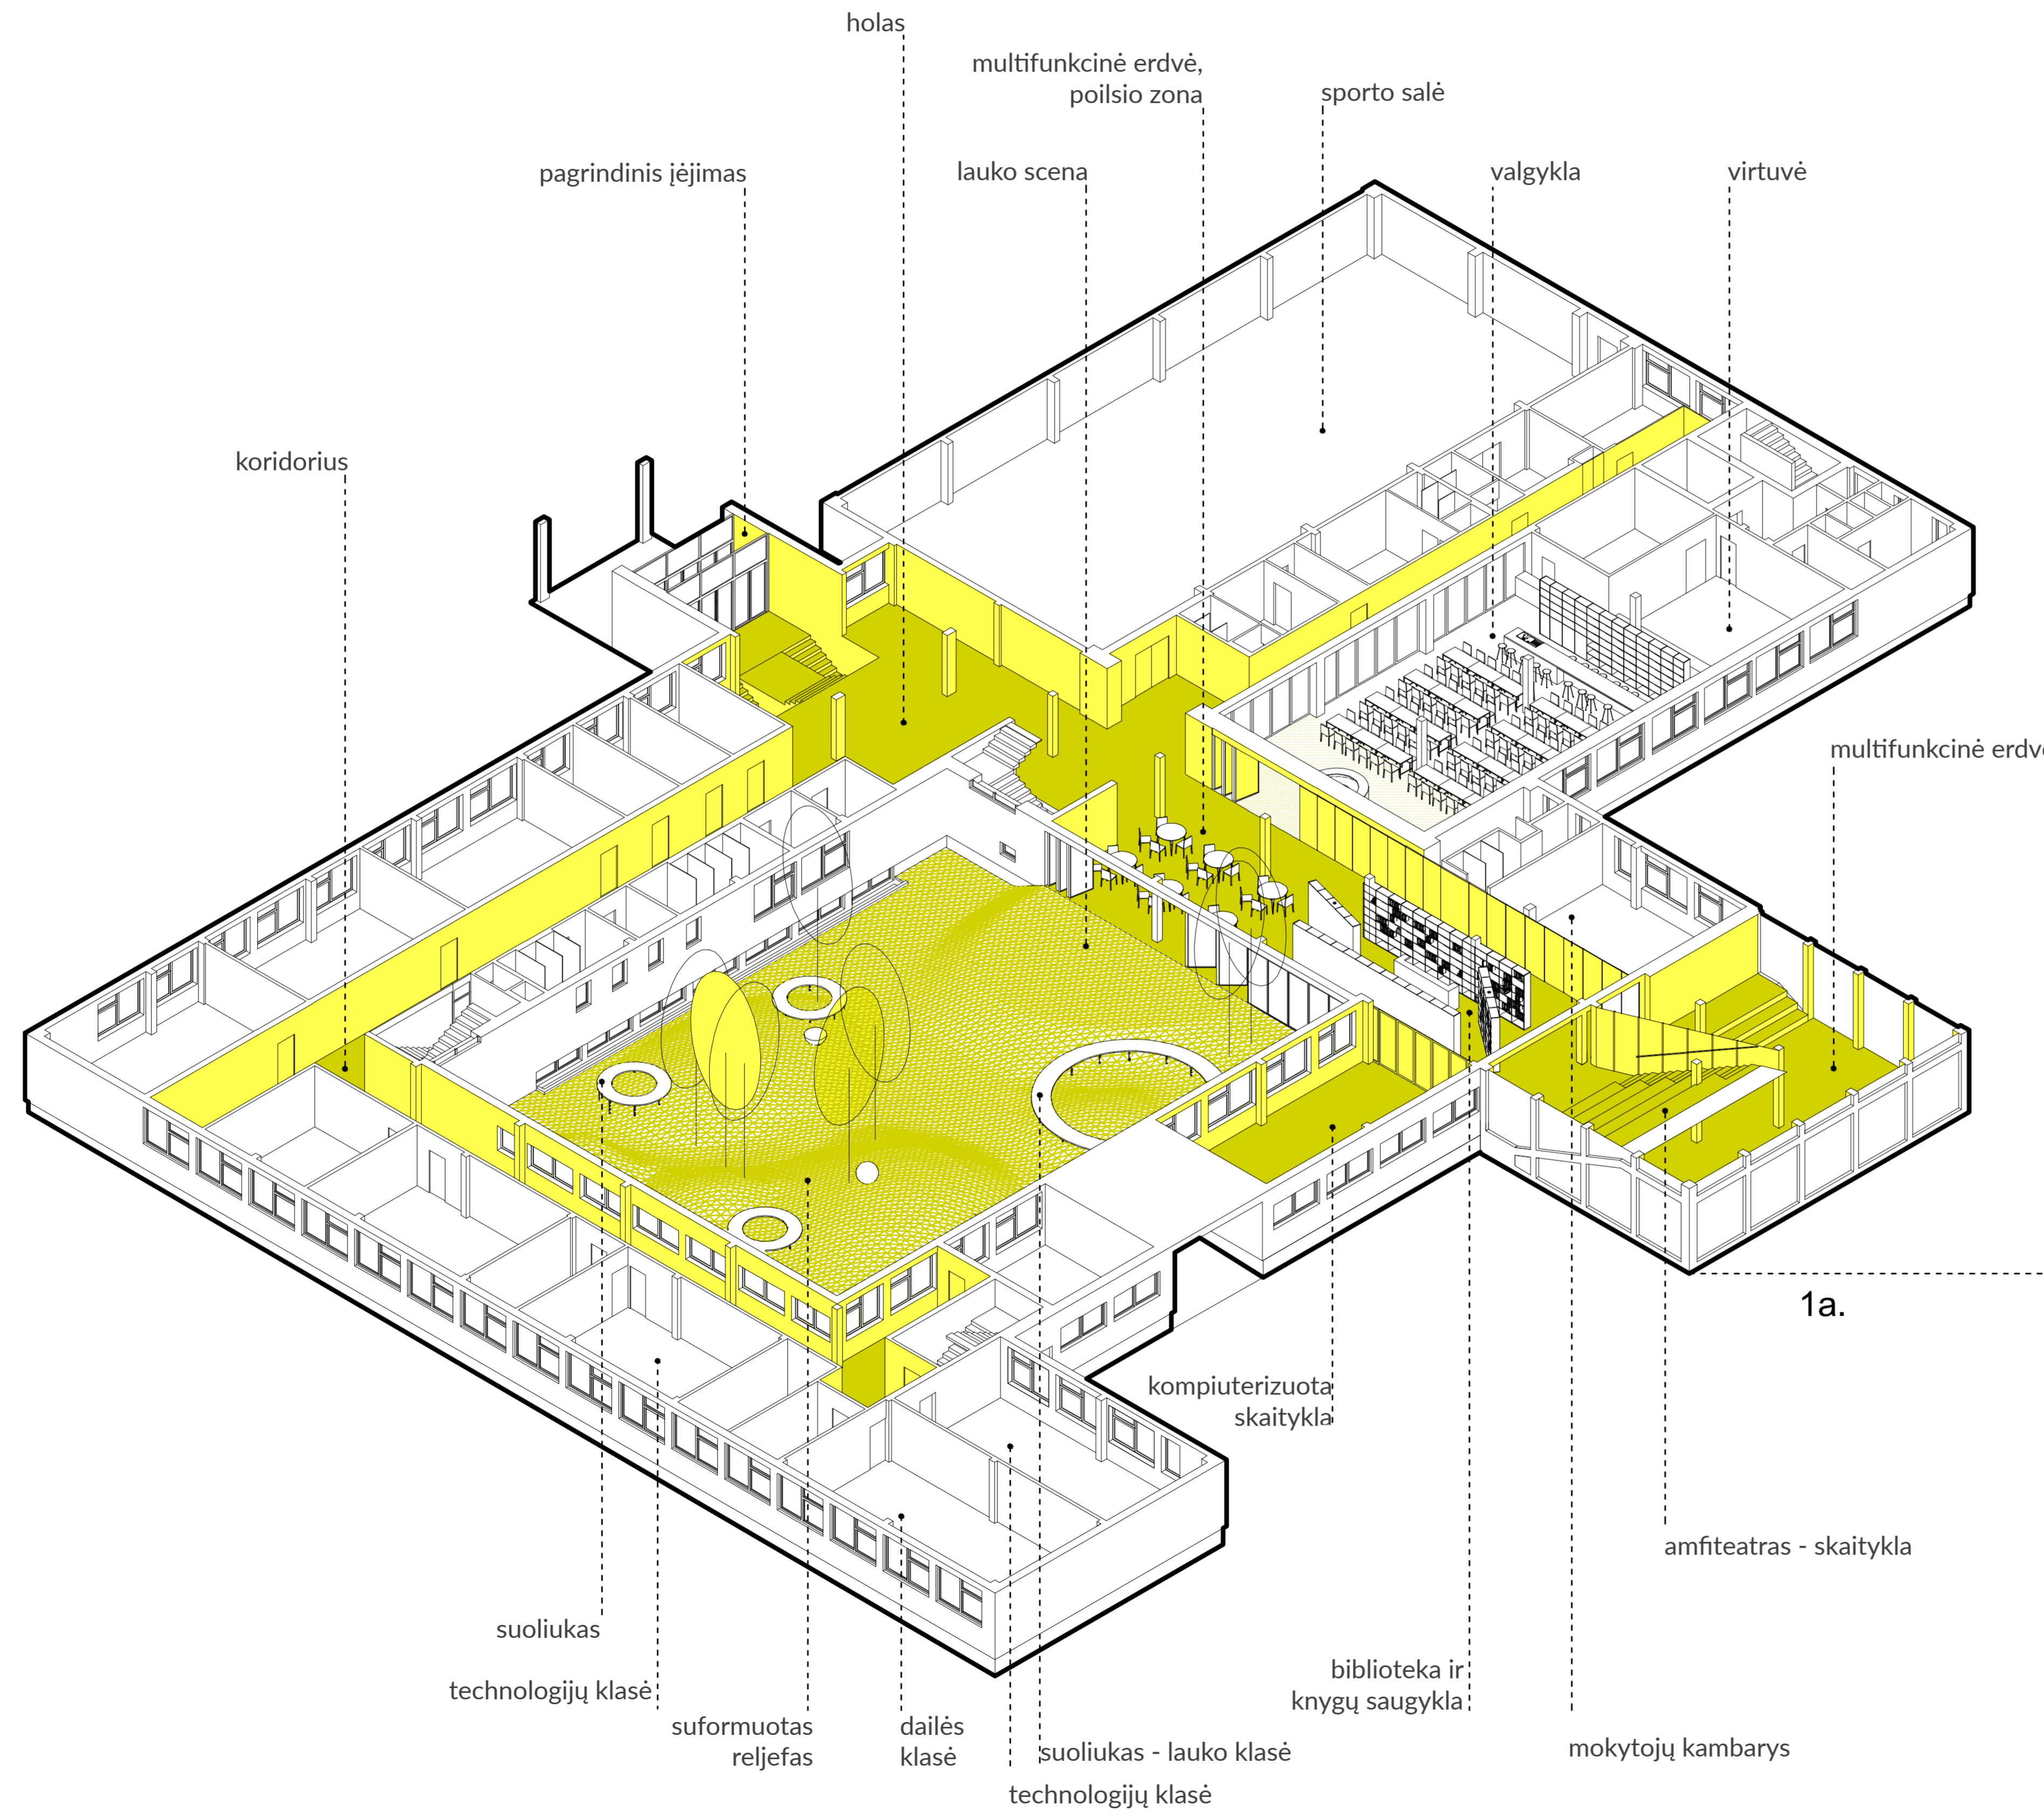 holas
multifunkcinė erdvė,
poilsio zona
sporto salė
pagrindinis įėjimas
lauko scena
valgykla
virtuvė
koridorius
multifunkcinė
1a.
kompiuterizuota
skaitykla
amfiteatras - skaitykla
suoliukas
technologijų klasė
biblioteka ir
knygų saugykla
suformuotas
reljefas
dailės
klasė
suoliukas - lauko klasė
mokytojų kambarys
technologijų klasė